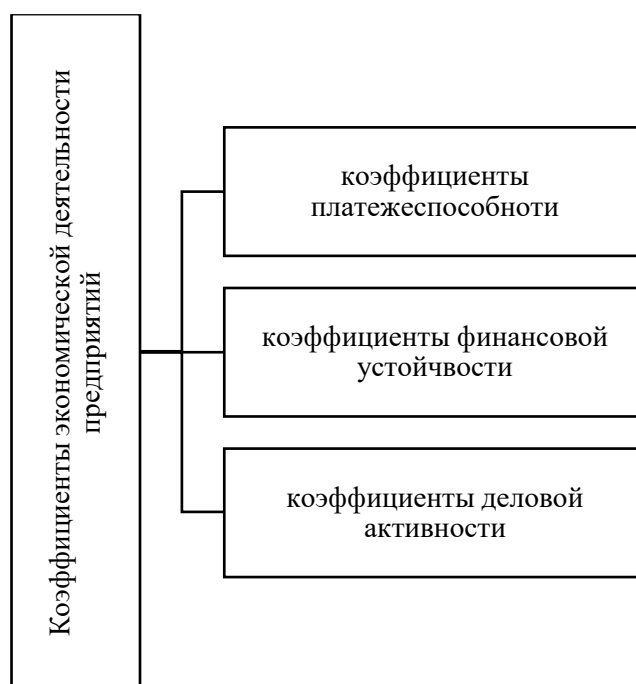 Коэффициенты экономической деятельности
предприятий
коэффициенты
платежеспособноти
коэффициенты финансовой
устойчвости
коэффициенты деловой
активности